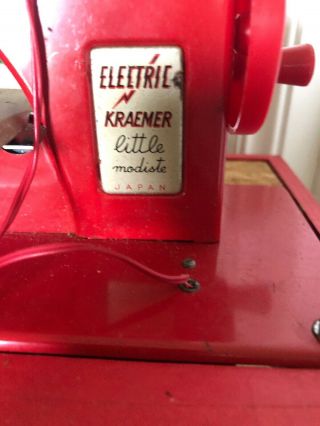 ELECTRIC
KRAEMER
little
modiste
JAPAN